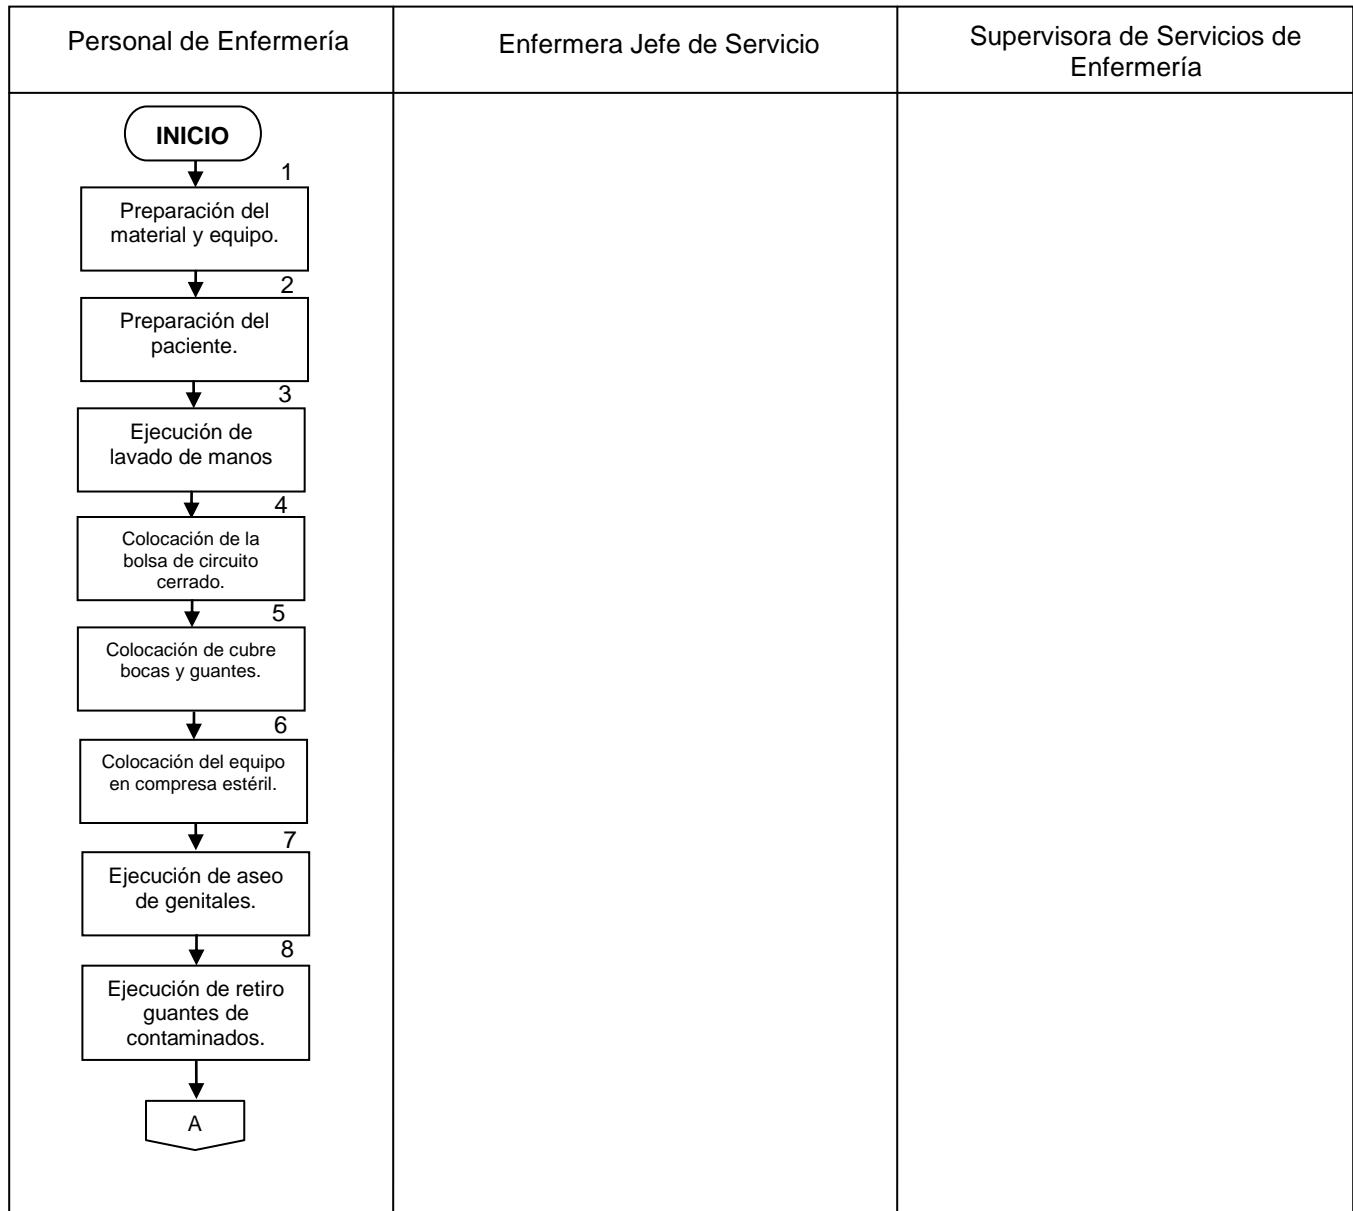 Personal de Enfermería
Enfermera Jefe de Servicio
Supervisora de Servicios de
Enfermería
INICIO
1
Preparación del
material y equipo.
2
Preparación del
paciente.
3
Ejecución de
lavado de manos
4
Colocación de la
bolsa de circuito
cerrado.
5
Colocación de cubre
bocas y guantes.
6
Colocación del equipo
en compresa estéril.
7
Ejecución de aseo
de genitales.
8
Ejecución de retiro
guantes de
contaminados.
A